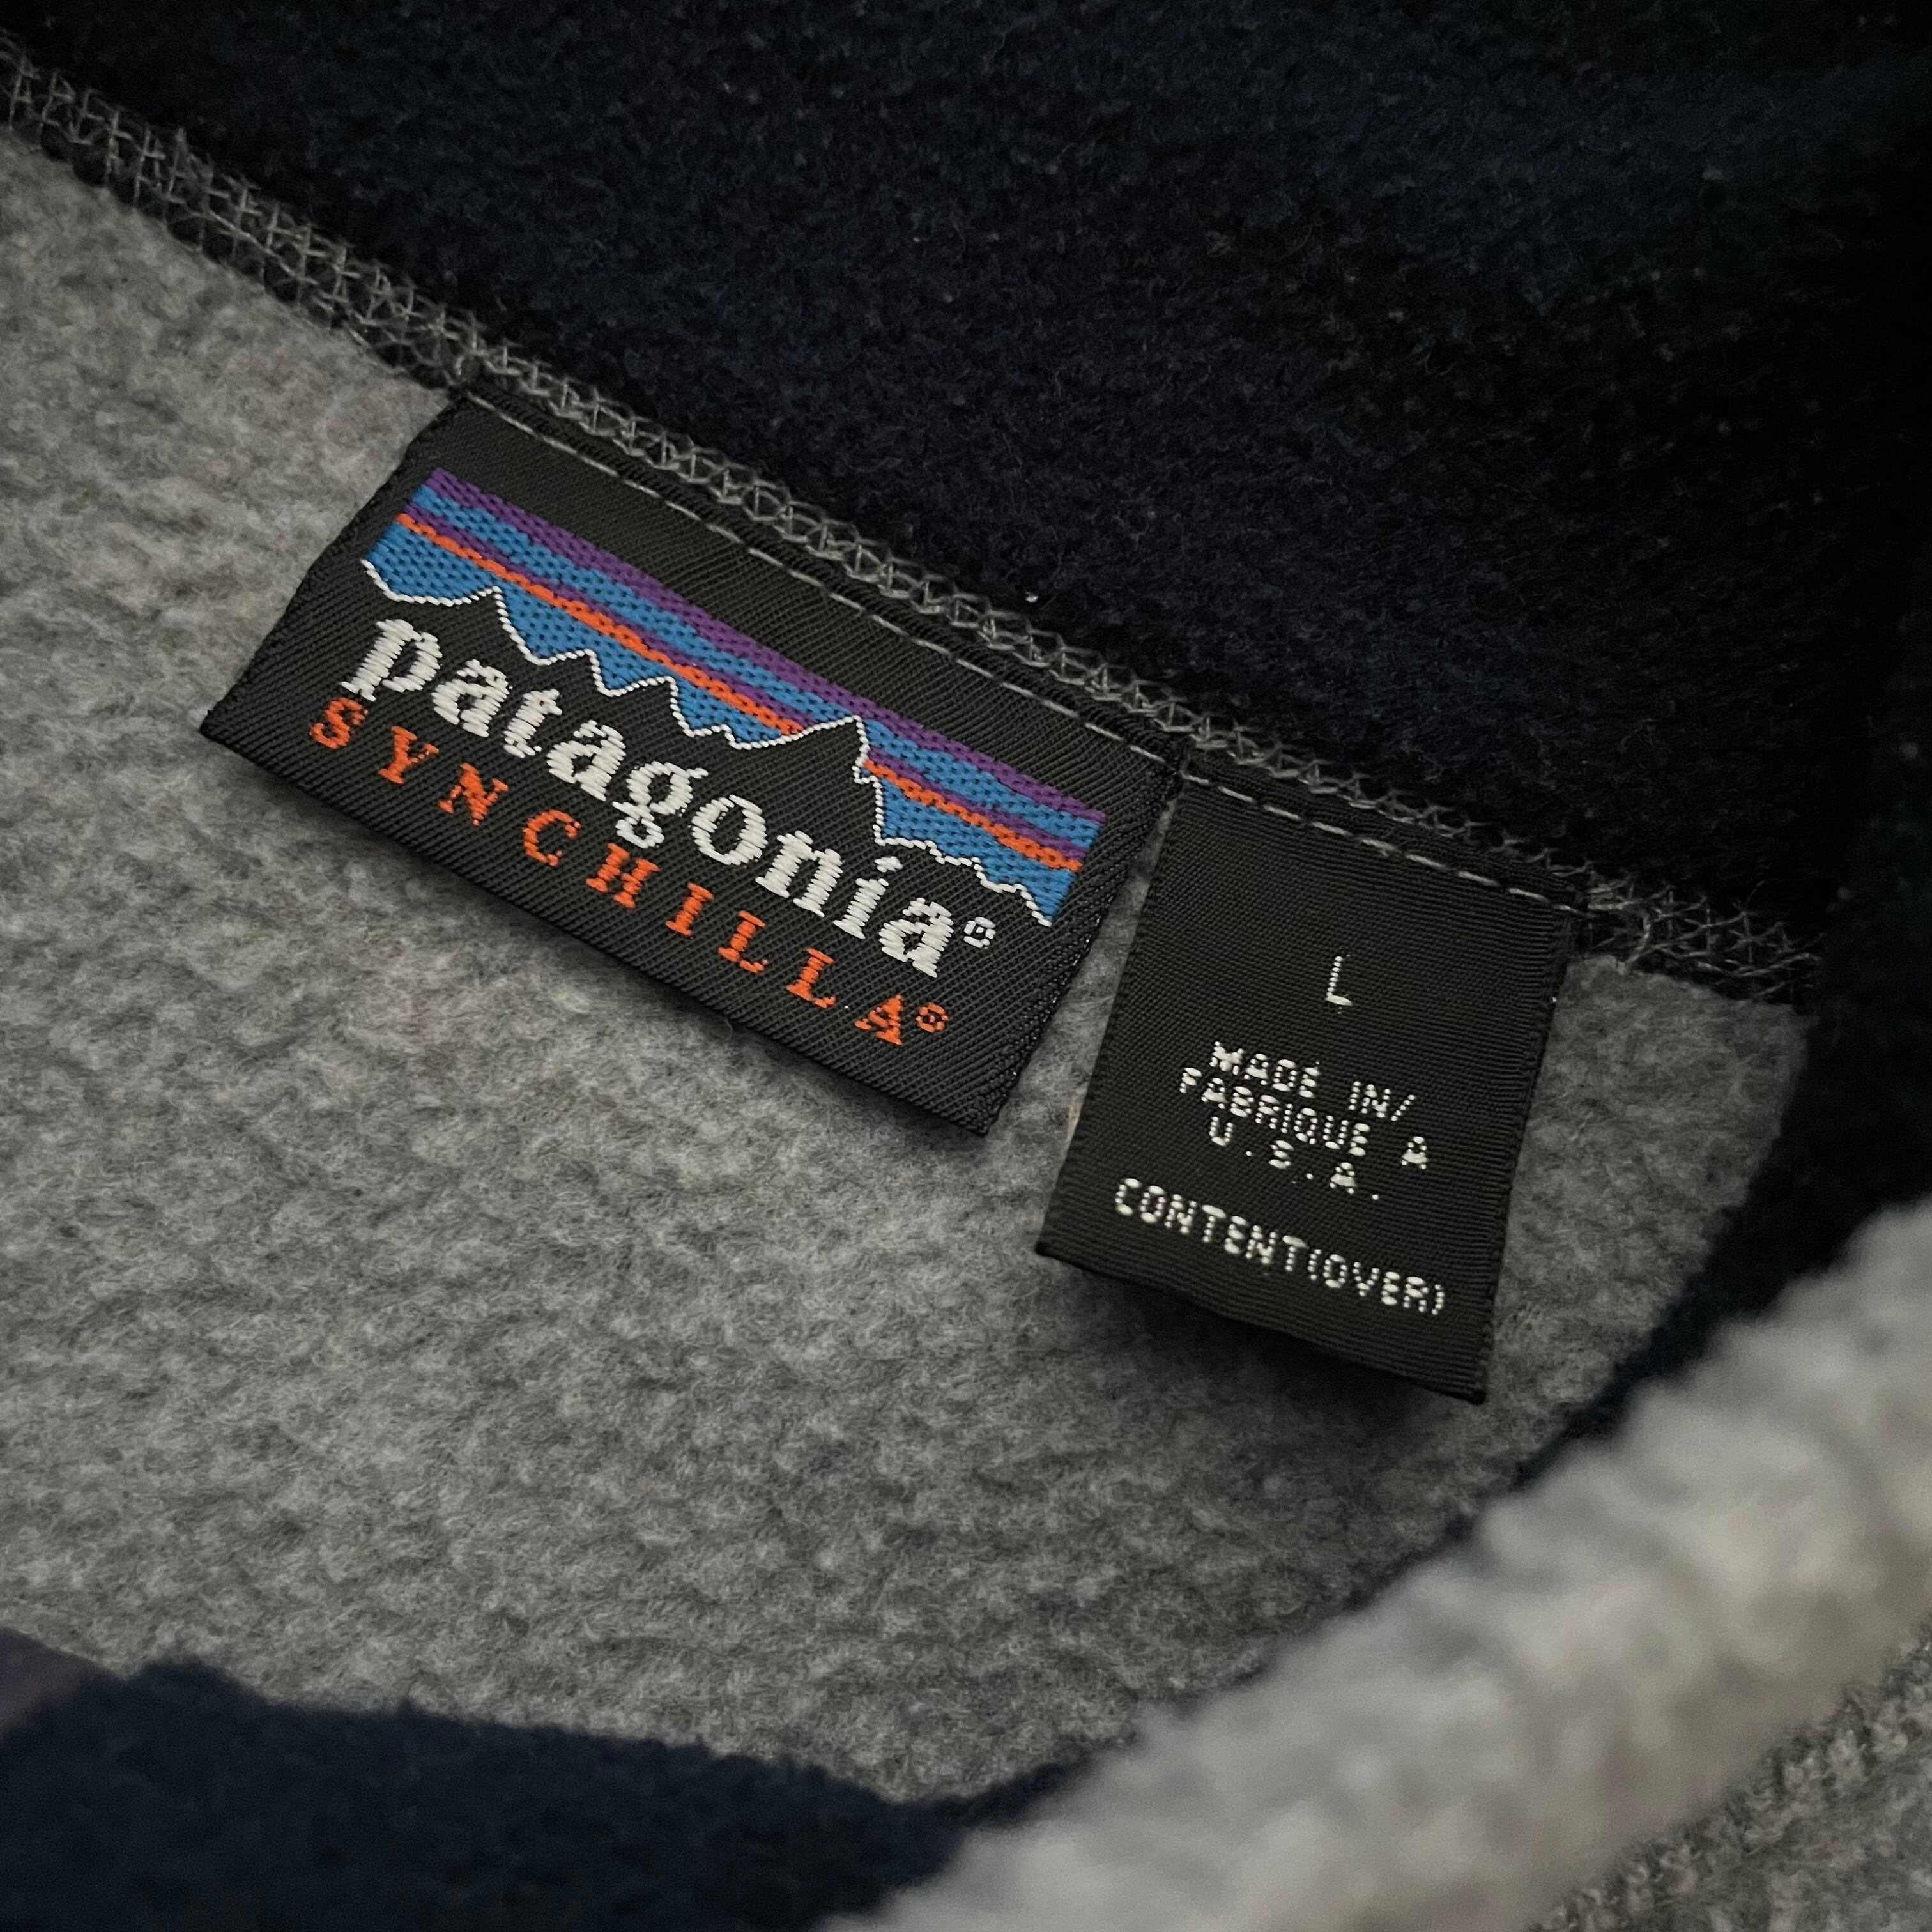 patagonia®
SYNCHILLA®
L
MADE IN/
FABRIQUE A
U.S.A.
CONTENT(OVER)